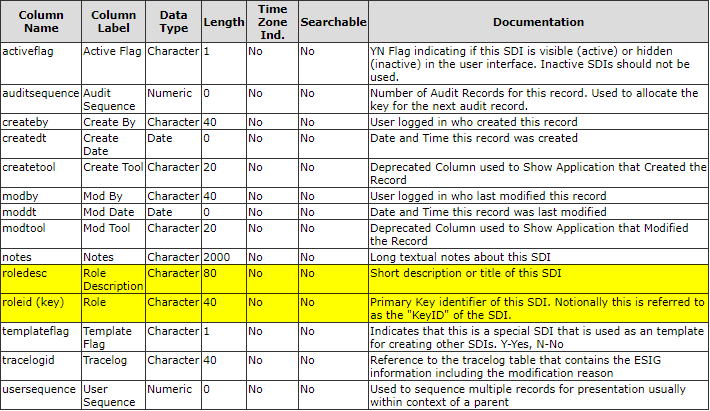 Column Name Column Label Data Type Length Time Zone Ind. Searchable Documentation
activeflag Active Flag Character 1 No No YN Flag indicating if this SDI is visible (active) or hidden
(inactive) in the user interface. Inactive SDIs should not be
used.
auditsequence Audit Sequence Numeric 0 No No Number of Audit Records for this record. Used to allocate the
key for the next audit record.
createby Create By Character 40 No No User logged in who created this record
createdt Create Date Date 0 No No Date and Time this record was created
createtool Create Tool Character 20 No No Deprecated Column used to Show Application that Created the
Record
modby Mod By Character 40 No No User logged in who last modified this record
moddt Mod Date Date 0 No No Date and Time this record was last modified
modtool Mod Tool Character 20 No No Deprecated Column used to Show Application that Modified
the Record
notes Notes Character 2000 No No Long textual notes about this SDI
roledesc Role Description Character 80 No No Short description or title of this SDI
roleid (key) Role Character 40 No No Primary Key identifier of this SDI. Notionally this is referred to
as the "KeyID" of the SDI.
templateflag Template Flag Character 1 No No Indicates that this is a special SDI that is used as an template
for creating other SDIs. Y-Yes, N-No
tracelogid Tracelog Character 40 No No Reference to the tracelog table that contains the ESIG
information including the modification reason
usersequence User Sequence Numeric 0 No No Used to sequence multiple records for presentation usually
within context of a parent